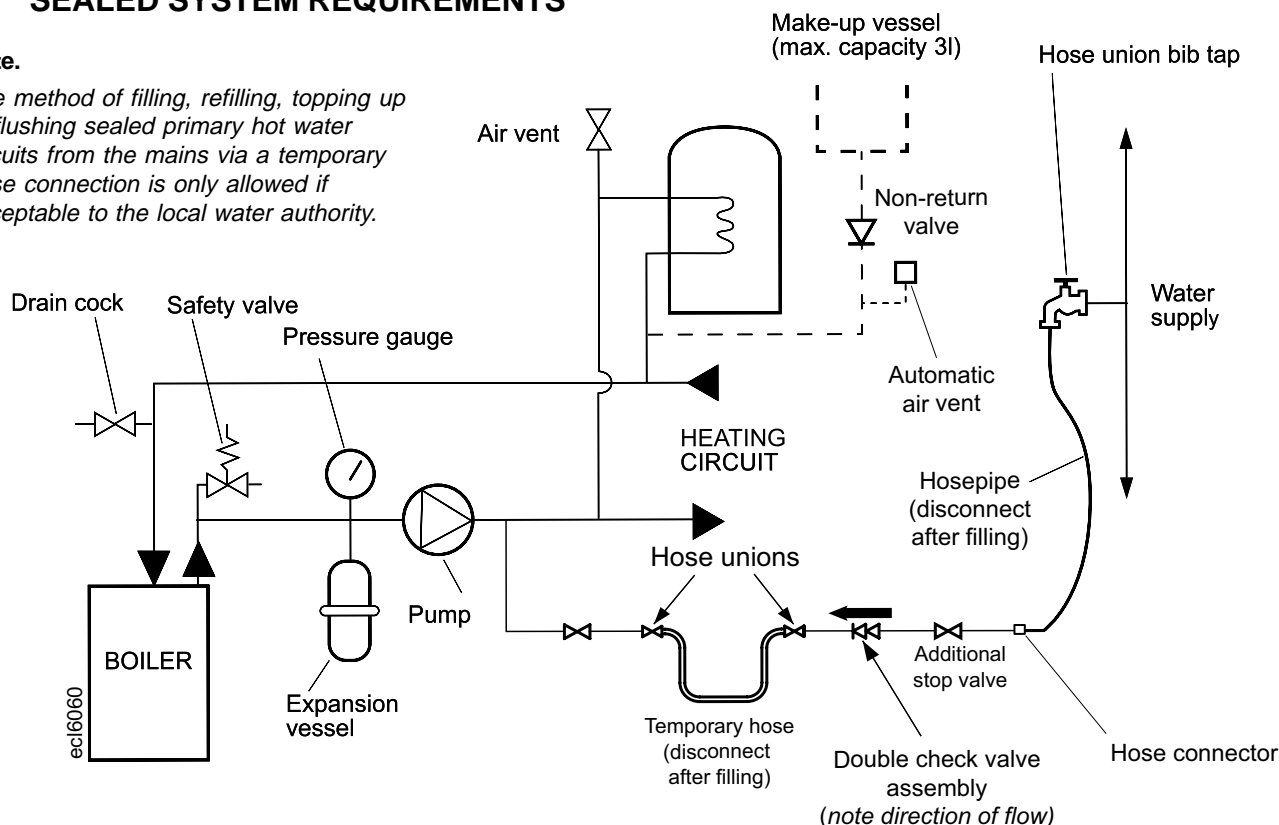 SEALED SYSTEM REQUIREMENTS
method of filling, refilling, topping up
flushing sealed primary hot water
from the mains via a temporary
connection is only allowed if
to the local water authority.
Make-up vessel
(max. capacity 3l)
Hose union bib tap
Air vent
Non-return
valve
Drain cock
Safety valve
Pressure gauge
Water
supply
Automatic
air vent
HEATING
CIRCUIT
Hosepipe
(disconnect
after filling)
Hose unions
Pump
BOILER
ecl6060
Expansion
vessel
Additional
stop valve
Temporary hose
(disconnect
after filling)
Double check valve
assembly
(note direction of flow)
Hose connector